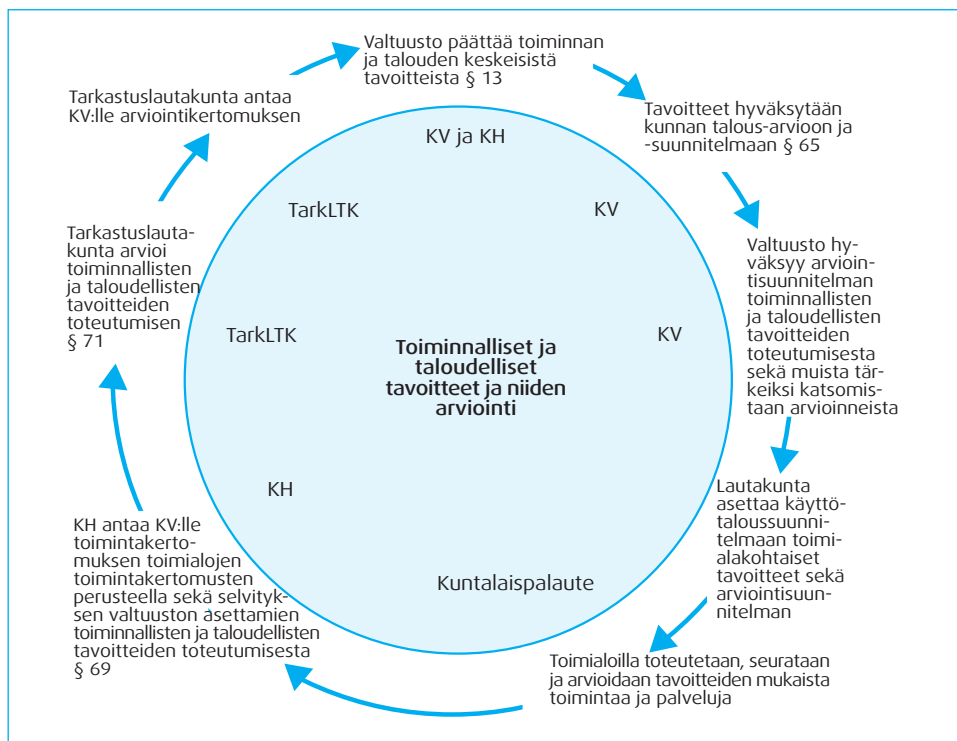 Valtuusto päättää toiminnan
ja talouden keskeisistä
tavoitteista § 13
Tavoitteet hyväksytään
kunnan talous-arvioon ja
-suunnitelmaan § 65
Valtuusto hy-
väksyy arvioin-
tisuunnitelman
toiminnallisten
ja taloudellisten
tavoitteiden
toteutumisesta
sekä muista tär-
keiksi katsomis-
taan arvioinneista
Lautakunta
asettaa käyttö-
taloussuunni-
telmaan toimi-
alakohtaiset
tavoitteet sekä
arviointisuun-
nitelman
Toimialoilla toteutetaan, seurataan
ja arvioidaan tavoitteiden mukaista
toimintaa ja palveluja
KH antaa KV:lle
toimintakerto-
muksen toimialojen
toimintakertomusten
perusteella sekä selvityk-
sen valtuuston asettamien
toiminnallisten ja taloudellisten
tavoitteiden toteutumisesta
§ 69
Tarkastuslauta-
kunta arvioi
toiminnallisten
ja taloudellisten
tavoitteiden
toteutumisen
§ 71
Tarkastuslautakunta antaa
KV:lle arviointikertomuksen
KV ja KH
KV
KV
Kuntalaispalaute
KH
TarkLTK
TarkLTK
Toiminnalliset ja
taloudelliset
tavoitteet ja niiden
arviointi